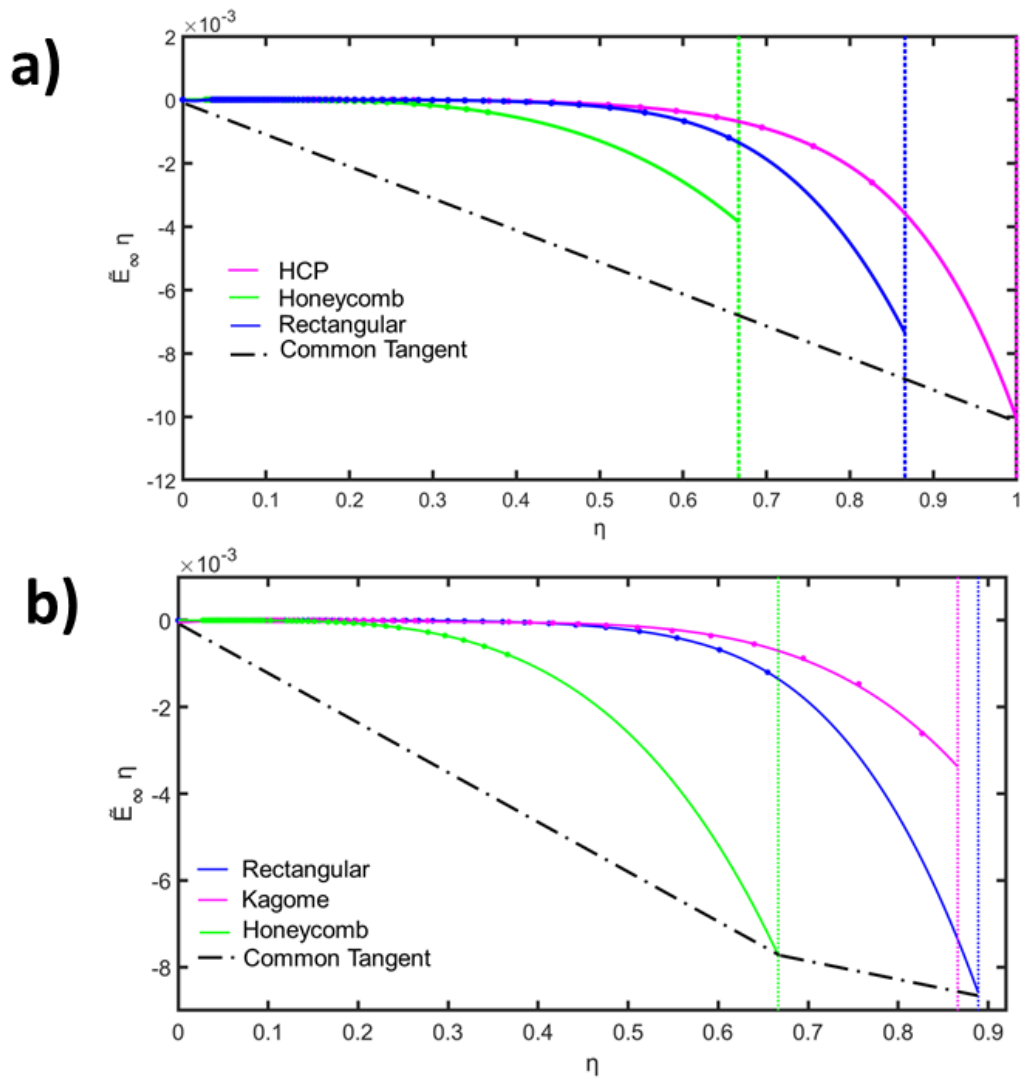 a)
×10⁻³
2
0
-2
-4
-6
-8
-10
-12
Ẽ∞ η
HCP
Honeycomb
Rectangular
Common Tangent
0 0.1 0.2 0.3 0.4 0.5 0.6 0.7 0.8 0.9 1
η
b)
×10⁻³
0
-2
-4
-6
-8
Ẽ∞ η
Rectangular
Kagome
Honeycomb
Common Tangent
0 0.1 0.2 0.3 0.4 0.5 0.6 0.7 0.8 0.9
η